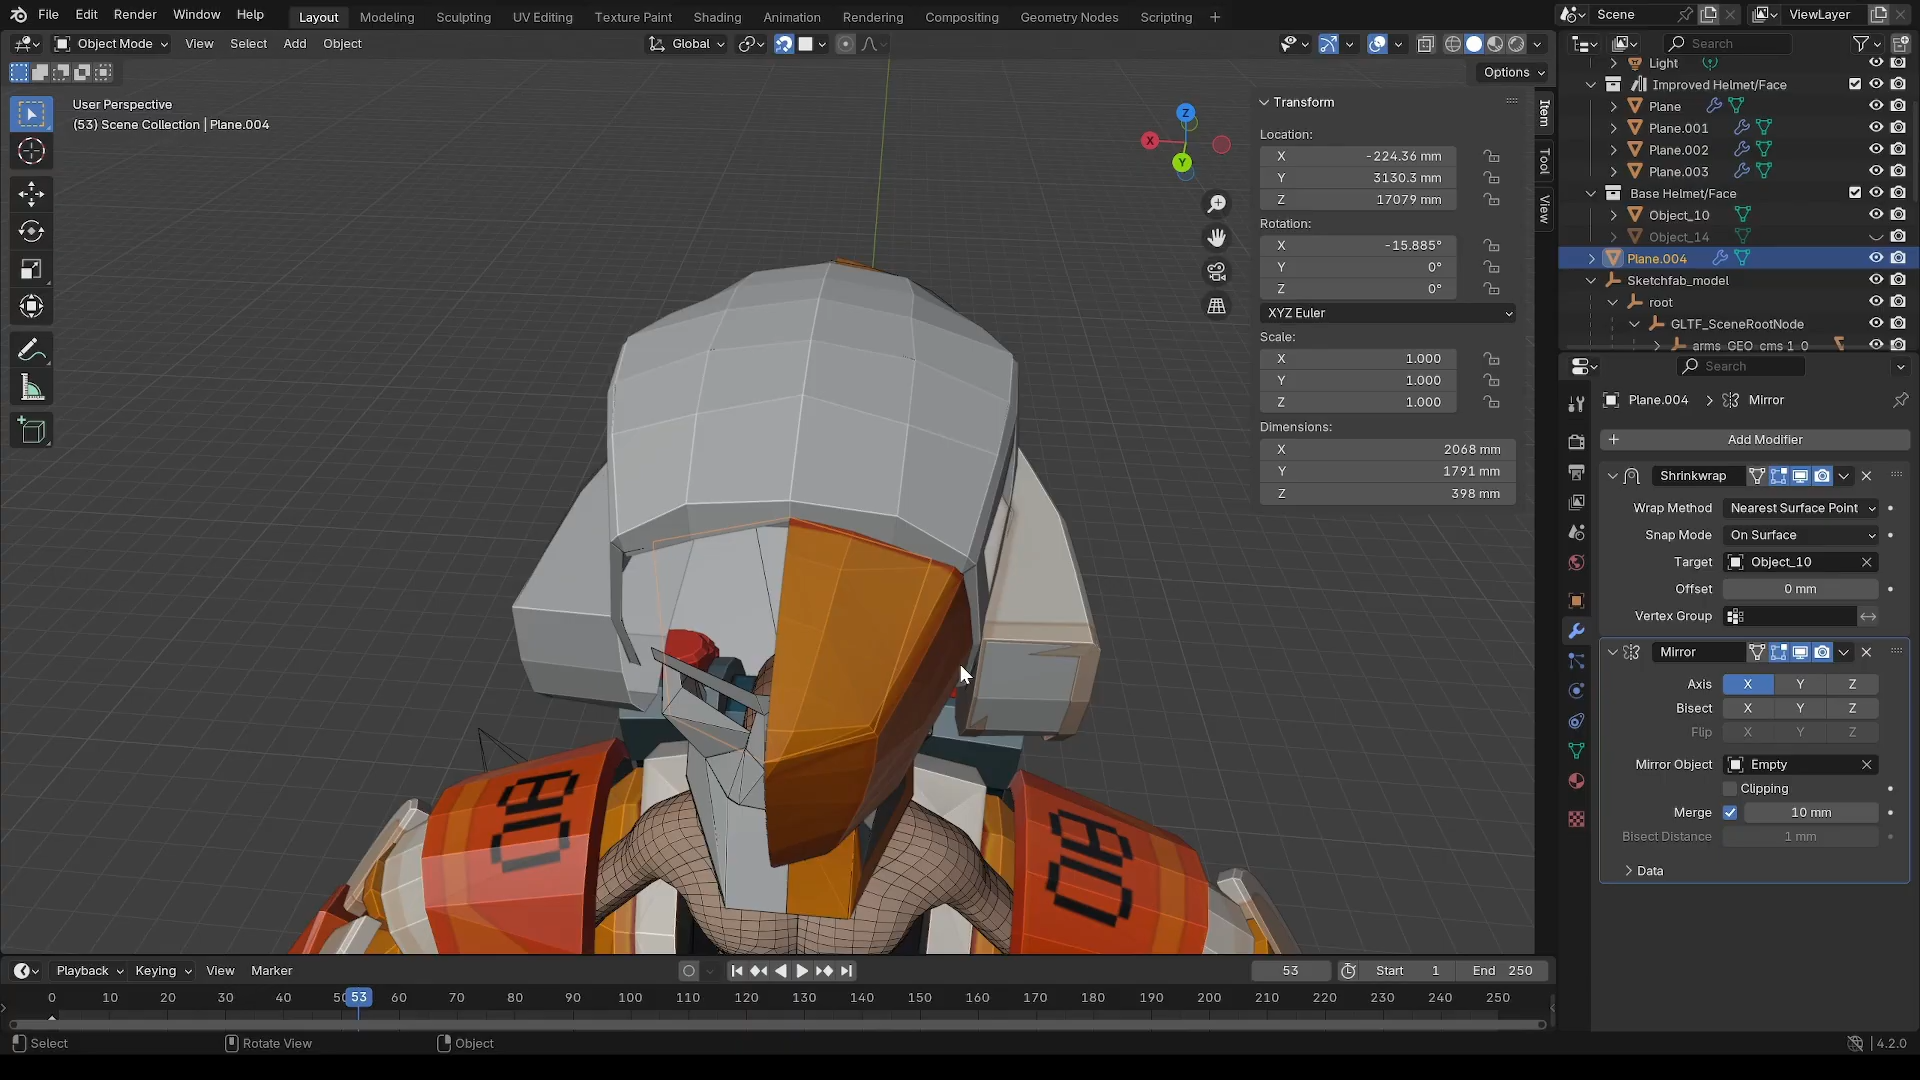 File Edit Render Window Help Layout Modeling Sculpting UV Editing Texture Paint Shading Animation Rendering Compositing Geometry Nodes Scripting + Scene ViewLayer
Object Mode View Select Add Object Global Search
Options
User Perspective
(53) Scene Collection | Plane.004
Z
X
Y
Transform
Location:
X -224.36 mm
Y 3130.3 mm
Z 17079 mm
Rotation:
X -15.885°
Y 0°
Z 0°
XYZ Euler
Scale:
X 1.000
Y 1.000
Z 1.000
Dimensions:
X 2068 mm
Y 1791 mm
Z 398 mm
Item
Tool
View
Light
Improved Helmet/Face
Plane
Plane.001
Plane.002
Plane.003
Base Helmet/Face
Object_10
Object_14
Plane.004
Sketchfab_model
root
GLTF_SceneRootNode
arms_GEO_cms_1_0
Search
Plane.004 > Mirror
Add Modifier
Shrinkwrap
Wrap Method Nearest Surface Point
Snap Mode On Surface
Target Object_10
Offset 0 mm
Vertex Group
Mirror
Axis X Y Z
Bisect X Y Z
Flip X Y Z
Mirror Object Empty
Clipping
Merge 10 mm
Bisect Distance 1 mm
Data
Playback Keying View Marker 53 Start 1 End 250
0 10 20 30 40 50 53 60 70 80 90 100 110 120 130 140 150 160 170 180 190 200 210 220 230 240 250
Select Rotate View Object 4.2.0